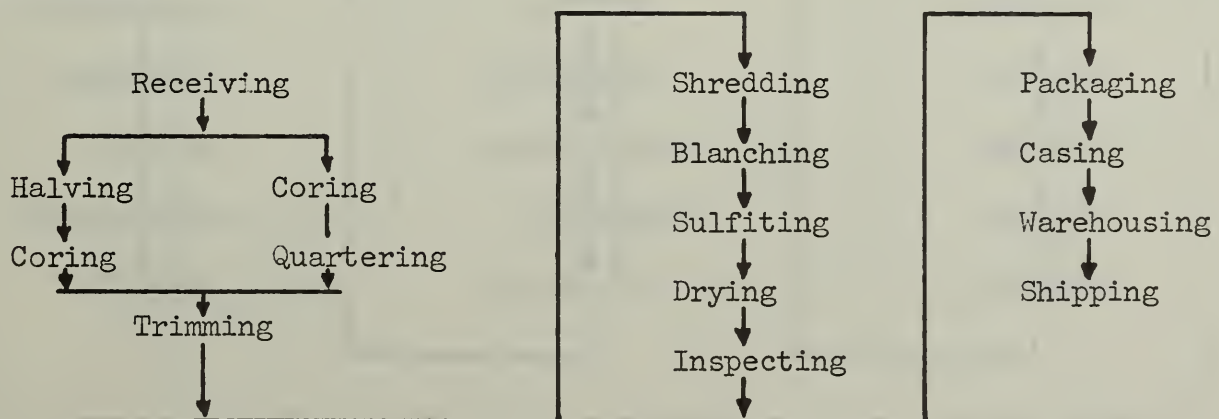 Receiving
Halving
Coring
Coring
Quartering
Trimming
Shredding
Blanching
Sulfiting
Drying
Inspecting
Packaging
Casing
Warehousing
Shipping